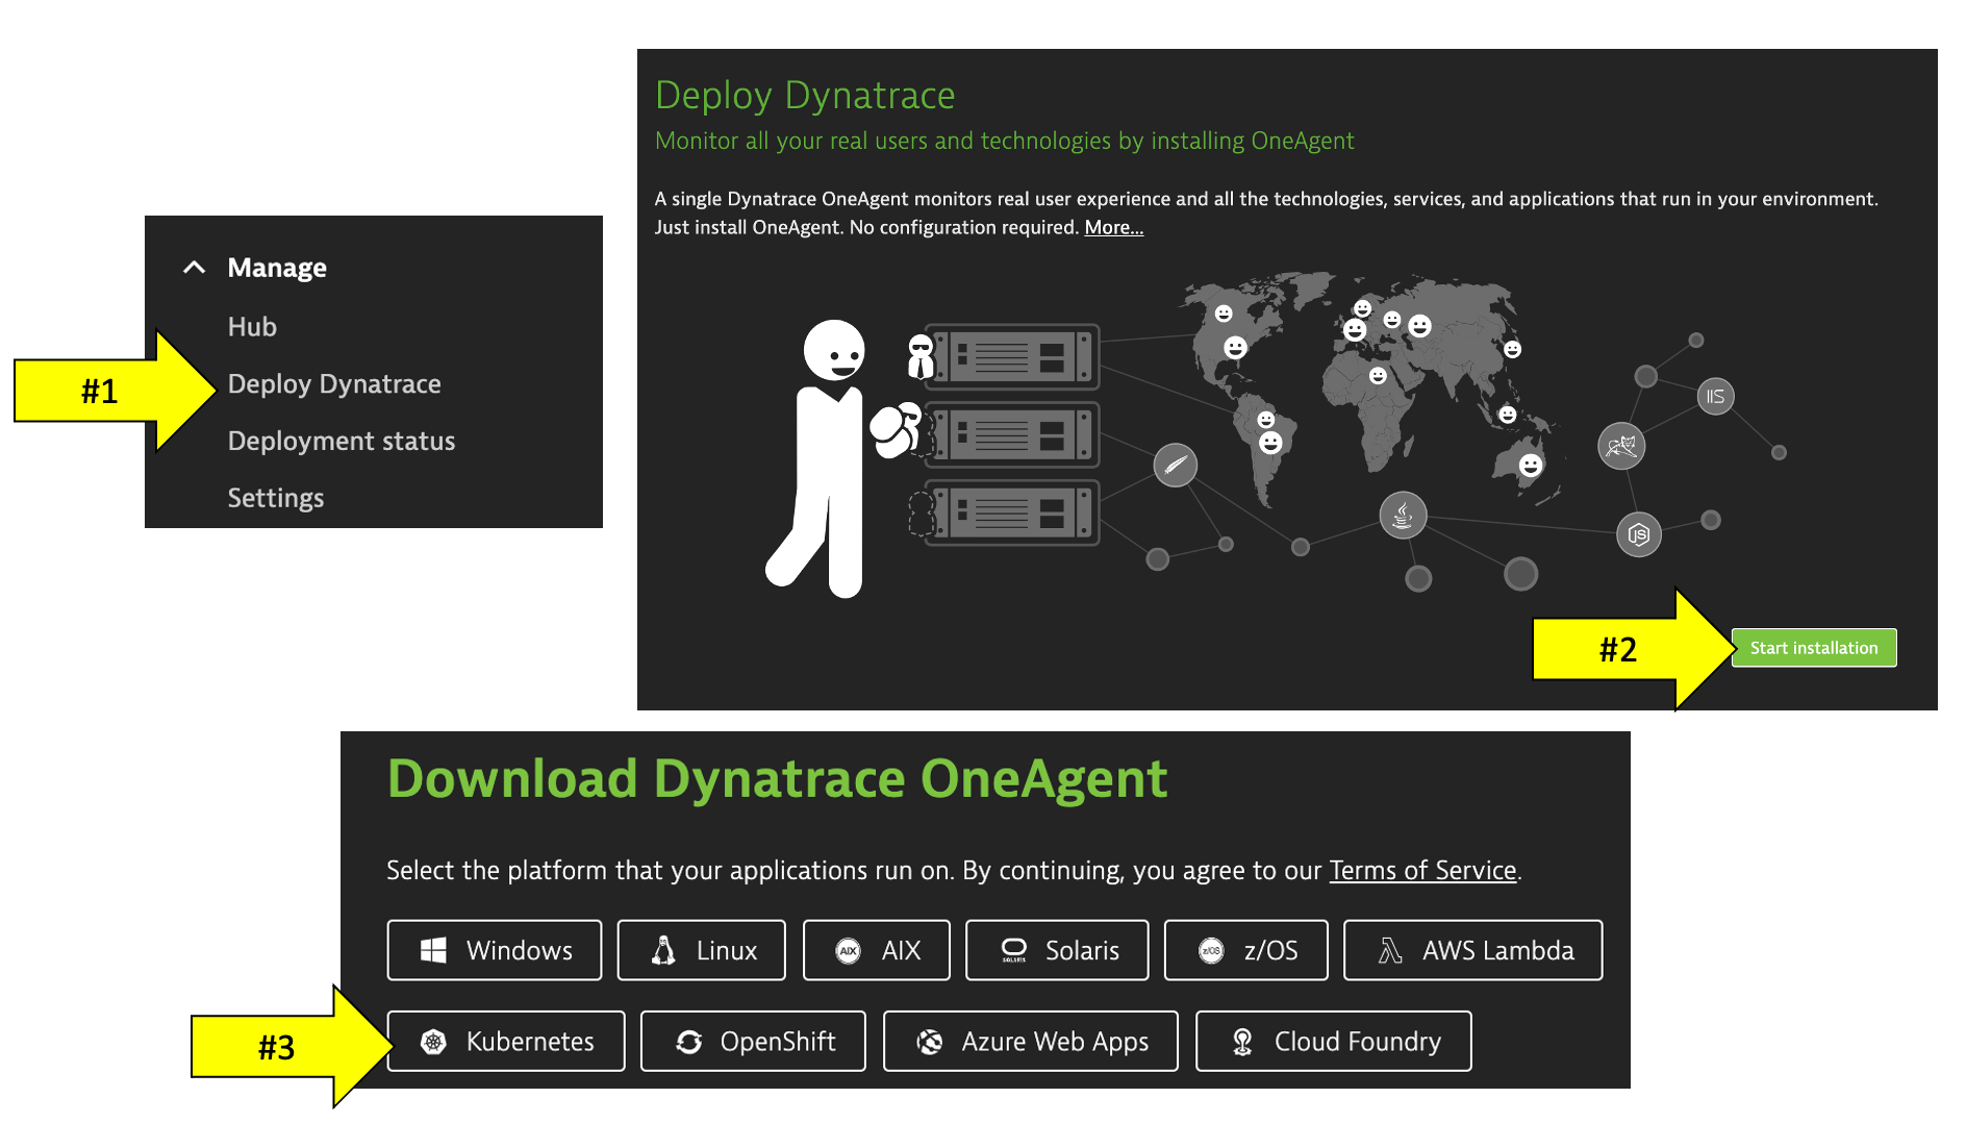 Manage
Hub
#1
Deploy Dynatrace
Deployment status
Settings
Deploy Dynatrace
Monitor all your real users and technologies by installing OneAgent
A single Dynatrace OneAgent monitors real user experience and all the technologies, services, and applications that run in your environment.
Just install OneAgent. No configuration required. More...
IIS
JS
#2
Start installation
Download Dynatrace OneAgent
Select the platform that your applications run on. By continuing, you agree to our Terms of Service.
Windows
Linux
AIX AIX
SOLARIS Solaris
z/OS z/OS
AWS Lambda
#3
Kubernetes
OpenShift
Azure Web Apps
Cloud Foundry